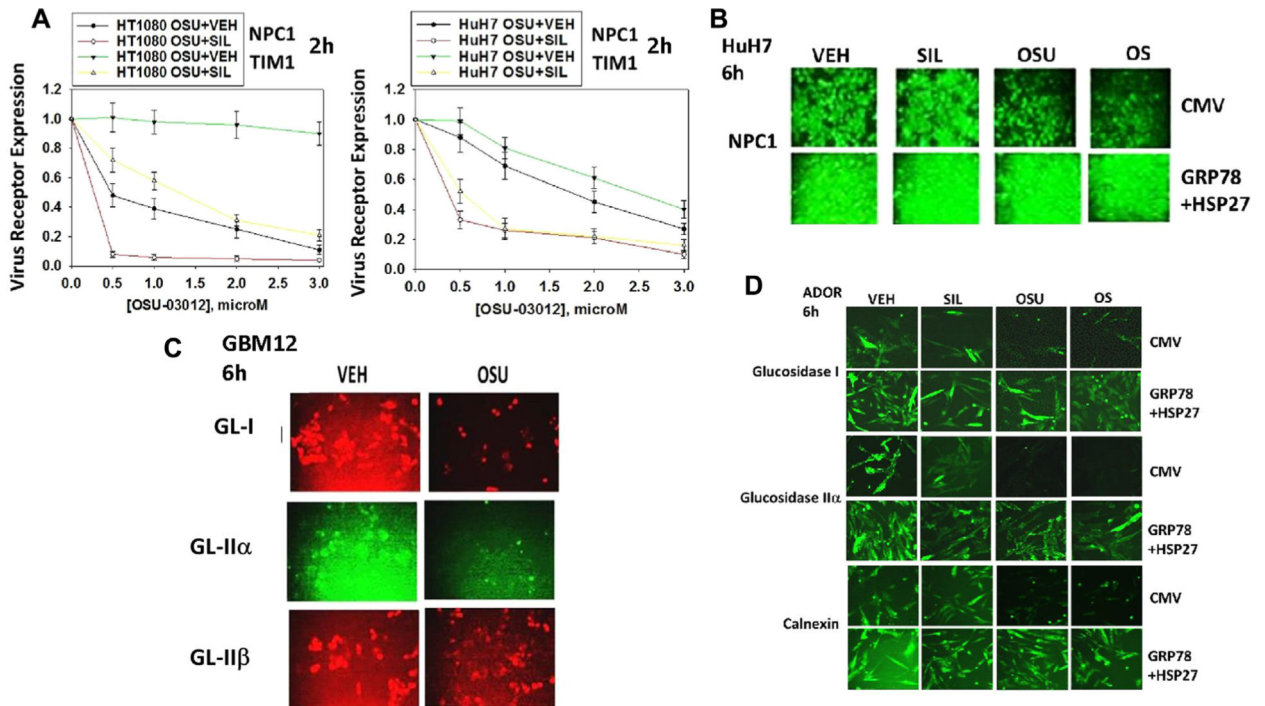 A
HT1080 OSU+VEH
HT1080 OSU+SIL
HT1080 OSU+VEH
HT1080 OSU+SIL
NPC1
TIM1
2h
Virus Receptor Expression
1.2
1.0
0.8
0.6
0.4
0.2
0.0
0.0 0.5 1.0 1.5 2.0 2.5 3.0
[OSU-03012], microM
HuH7 OSU+VEH
HuH7 OSU+SIL
HuH7 OSU+VEH
HuH7 OSU+SIL
NPC1
TIM1
2h
Virus Receptor Expression
1.2
1.0
0.8
0.6
0.4
0.2
0.0
0.0 0.5 1.0 1.5 2.0 2.5 3.0
[OSU-03012], microM
B
HuH7
6h
VEH SIL OSU OS
NPC1
CMV
GRP78
+HSP27
C
GBM12
6h
VEH OSU
GL-I
GL-IIα
GL-IIβ
D
ADOR
6h
VEH SIL OSU OS
Glucosidase I
CMV
GRP78
+HSP27
Glucosidase IIα
CMV
GRP78
+HSP27
Calnexin
CMV
GRP78
+HSP27